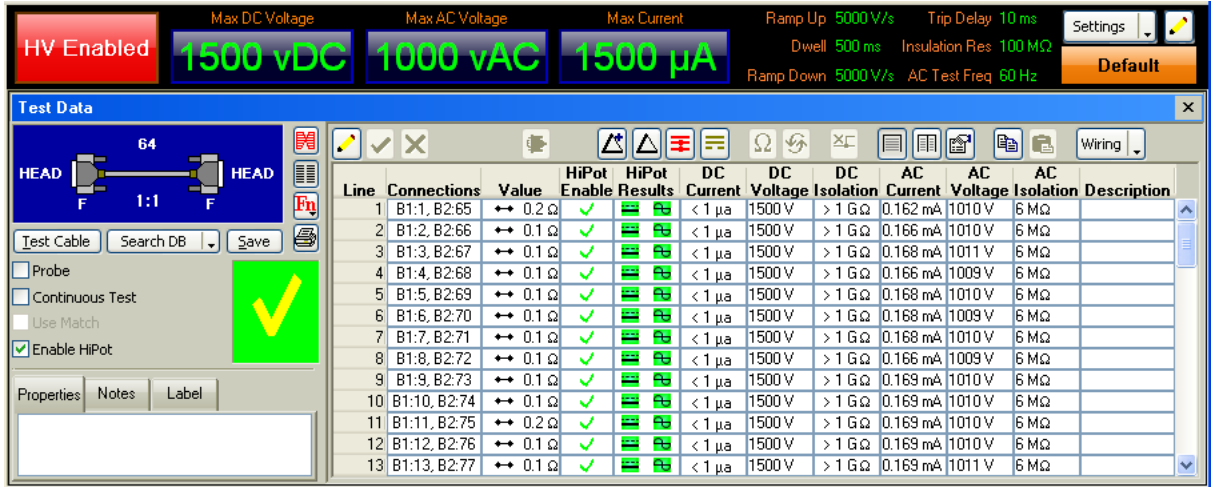 HV Enabled
Max DC Voltage
1500 vDC
Max AC Voltage
1000 vAC
Max Current
1500 µA
Ramp Up 5000 V/s Trip Delay 10 ms
Dwell 500 ms Insulation Res 100 MΩ
Ramp Down 5000 V/s AC Test Freq 60 Hz
Settings
Default
Test Data
64
HEAD HEAD
F 1:1 F
Fn
Test Cable Search DB Save
Probe
Continuous Test
Use Match
Enable HiPot
Properties Notes Label
Ω Wiring
Line Connections Value HiPot Enable HiPot Results DC Current DC Voltage DC Isolation AC Current AC Voltage AC Isolation Description
1 B1:1, B2:65 ↔ 0.2 Ω < 1 µa 1500 V > 1 G Ω 0.162 mA 1010 V 6 MΩ
2 B1:2, B2:66 ↔ 0.1 Ω < 1 µa 1500 V > 1 G Ω 0.166 mA 1010 V 6 MΩ
3 B1:3, B2:67 ↔ 0.1 Ω < 1 µa 1500 V > 1 G Ω 0.168 mA 1011 V 6 MΩ
4 B1:4, B2:68 ↔ 0.1 Ω < 1 µa 1500 V > 1 G Ω 0.166 mA 1009 V 6 MΩ
5 B1:5, B2:69 ↔ 0.1 Ω < 1 µa 1500 V > 1 G Ω 0.168 mA 1010 V 6 MΩ
6 B1:6, B2:70 ↔ 0.1 Ω < 1 µa 1500 V > 1 G Ω 0.168 mA 1009 V 6 MΩ
7 B1:7, B2:71 ↔ 0.1 Ω < 1 µa 1500 V > 1 G Ω 0.168 mA 1010 V 6 MΩ
8 B1:8, B2:72 ↔ 0.1 Ω < 1 µa 1500 V > 1 G Ω 0.166 mA 1009 V 6 MΩ
9 B1:9, B2:73 ↔ 0.1 Ω < 1 µa 1500 V > 1 G Ω 0.169 mA 1010 V 6 MΩ
10 B1:10, B2:74 ↔ 0.1 Ω < 1 µa 1500 V > 1 G Ω 0.169 mA 1010 V 6 MΩ
11 B1:11, B2:75 ↔ 0.2 Ω < 1 µa 1500 V > 1 G Ω 0.169 mA 1010 V 6 MΩ
12 B1:12, B2:76 ↔ 0.1 Ω < 1 µa 1500 V > 1 G Ω 0.169 mA 1010 V 6 MΩ
13 B1:13, B2:77 ↔ 0.1 Ω < 1 µa 1500 V > 1 G Ω 0.169 mA 1011 V 6 MΩ